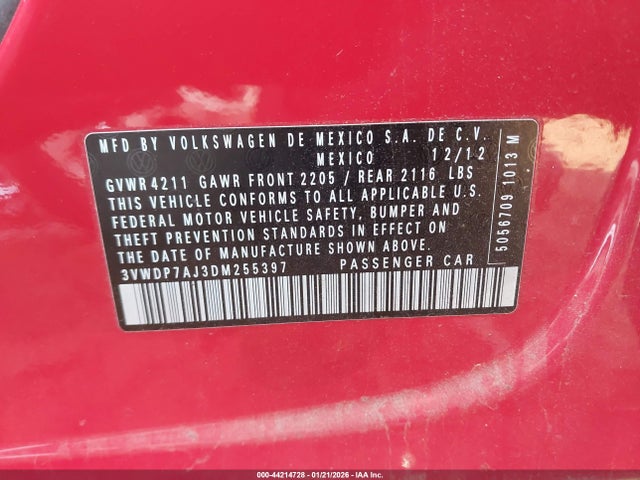 MFD BY VOLKSWAGEN DE MEXICO S.A. DE C.V.
MEXICO 12/12
GVWR 4211 GAWR FRONT 2205 / REAR 2116 LBS
THIS VEHICLE CONFORMS TO ALL APPLICABLE U.S.
FEDERAL MOTOR VEHICLE SAFETY, BUMPER AND
THEFT PREVENTION STANDARDS IN EFFECT ON
THE DATE OF MANUFACTURE SHOWN ABOVE.
3VWDP7AJ3DM255397 PASSENGER CAR
5056709 1013 M
000-44214728 - 01/21/2026 - IAA Inc.